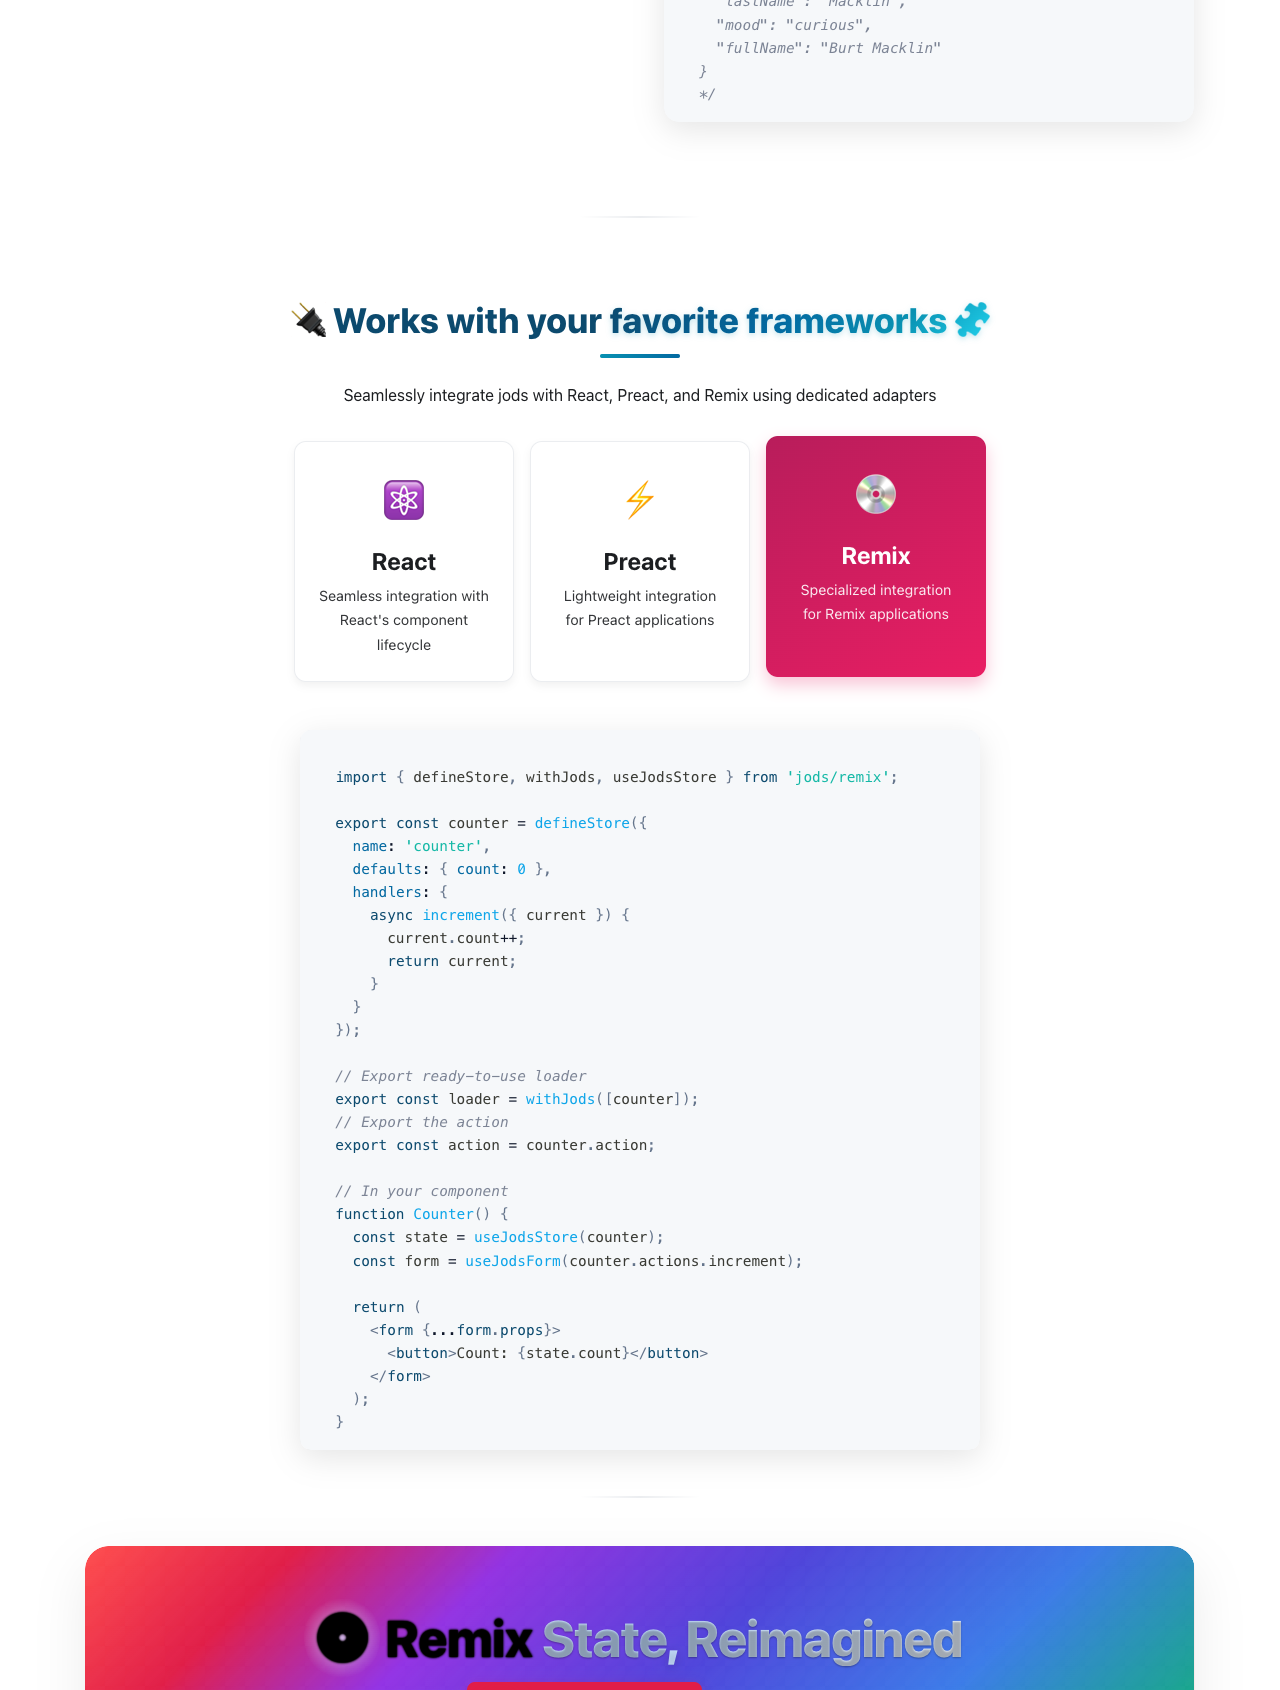 "lastName": "Macklin",
  "mood": "curious",
  "fullName": "Burt Macklin"
}
*/
Works with your favorite frameworks
Seamlessly integrate jods with React, Preact, and Remix using dedicated adapters
React
Seamless integration with
React's component
lifecycle
Preact
Lightweight integration
for Preact applications
Remix
Specialized integration
for Remix applications
import { defineStore, withJods, useJodsStore } from 'jods/remix';
export const counter = defineStore({
  name: 'counter',
  defaults: { count: 0 },
  handlers: {
    async increment({ current }) {
      current.count++;
      return current;
    }
  }
});
// Export ready-to-use loader
export const loader = withJods([counter]);
// Export the action
export const action = counter.action;
// In your component
function Counter() {
  const state = useJodsStore(counter);
  const form = useJodsForm(counter.actions.increment);
  return (
    <form {...form.props}>
      <button>Count: {state.count}</button>
    </form>
  );
}
Remix State, Reimagined